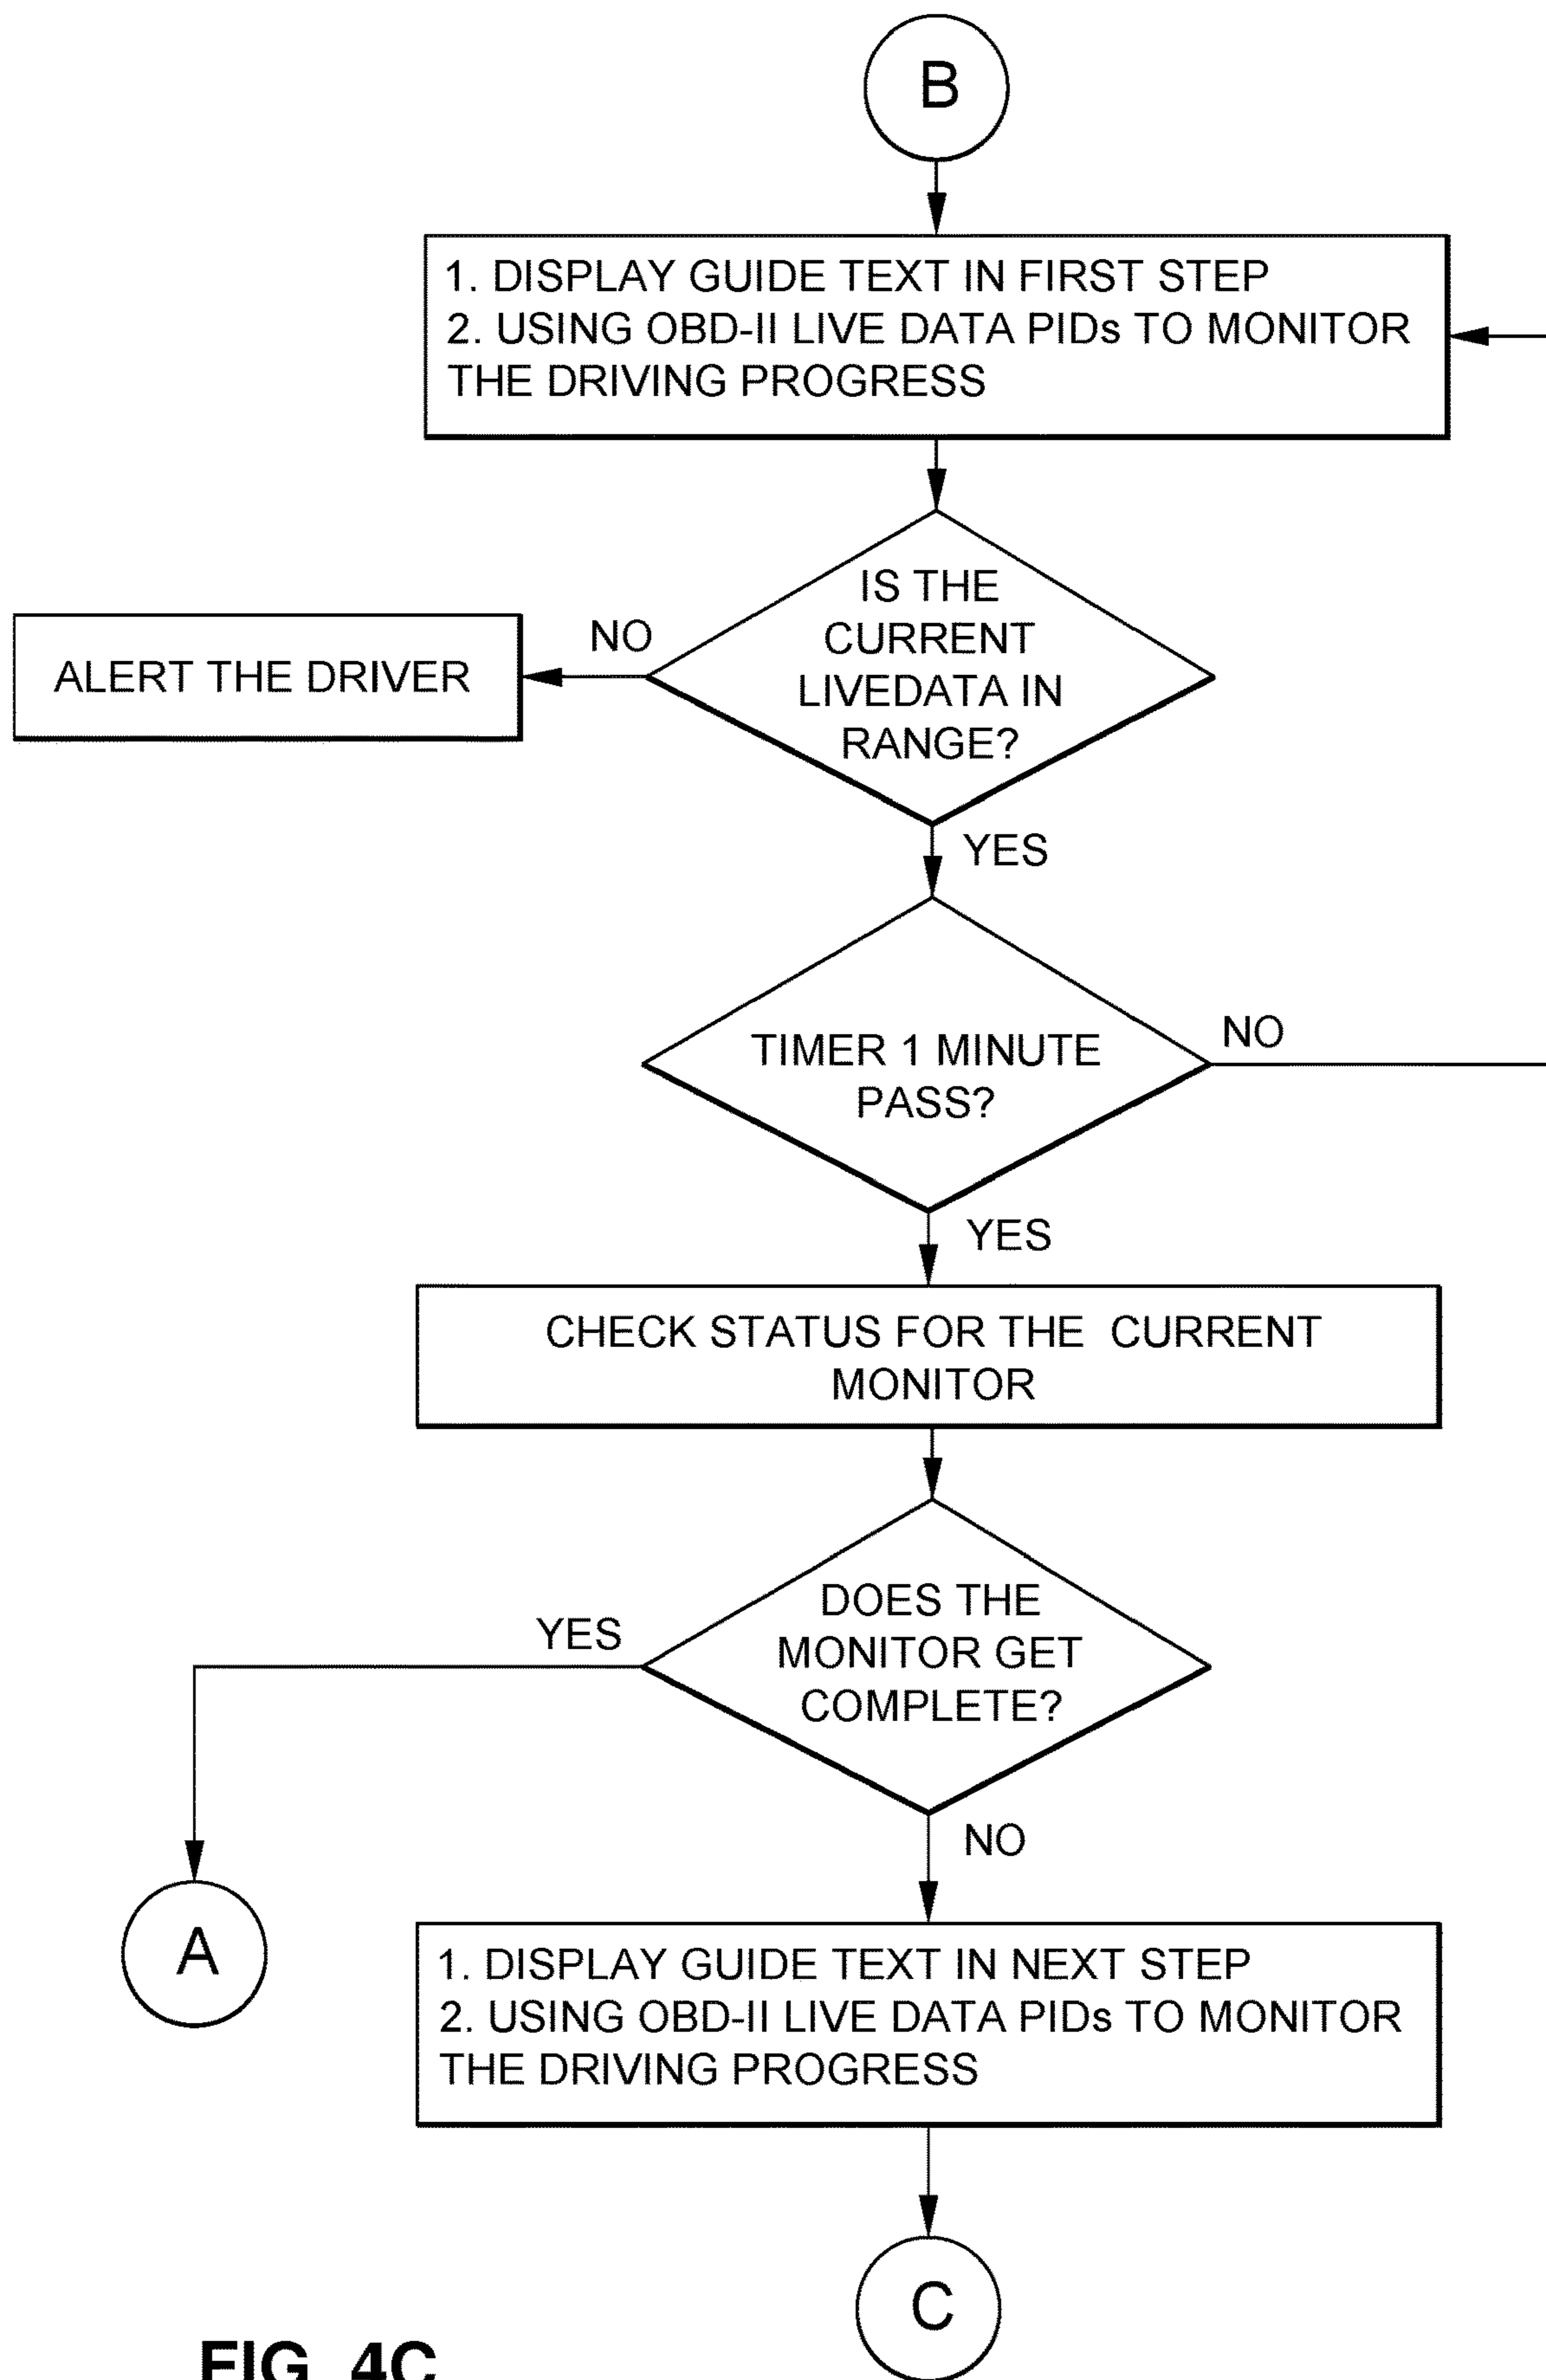 B
1. DISPLAY GUIDE TEXT IN FIRST STEP
2. USING OBD-II LIVE DATA PIDs TO MONITOR
THE DRIVING PROGRESS
IS THE
CURRENT
LIVEDATA IN
RANGE?
NO
ALERT THE DRIVER
YES
TIMER 1 MINUTE
PASS?
NO
YES
CHECK STATUS FOR THE CURRENT
MONITOR
DOES THE
MONITOR GET
COMPLETE?
YES
NO
A
1. DISPLAY GUIDE TEXT IN NEXT STEP
2. USING OBD-II LIVE DATA PIDs TO MONITOR
THE DRIVING PROGRESS
C
FIG. 4C